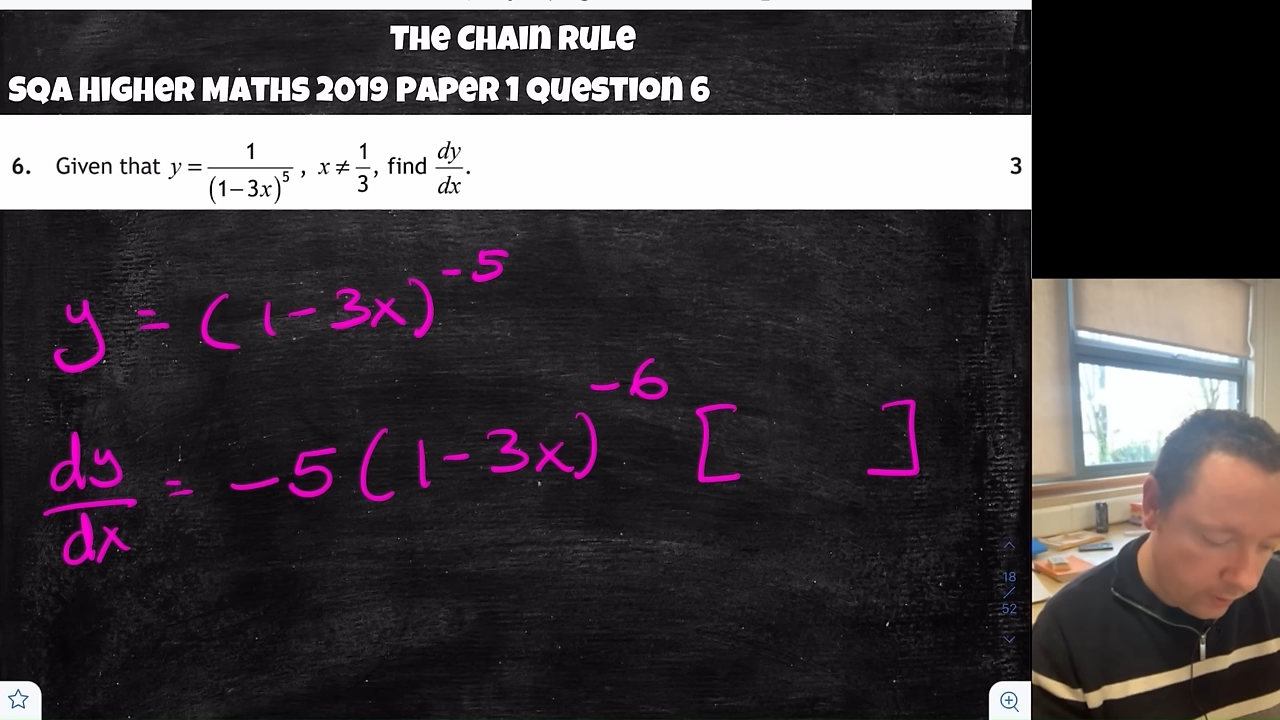 THE CHAIN RULE
SQA HIGHER MATHS 2019 PAPER 1 QUESTION 6
6. Given that y = 1/(1−3x)^5 , x ≠ 1/3, find dy/dx. 3
y = (1−3x)^−5
dy/dx = −5(1−3x)^−6 [ ]
18
/
52